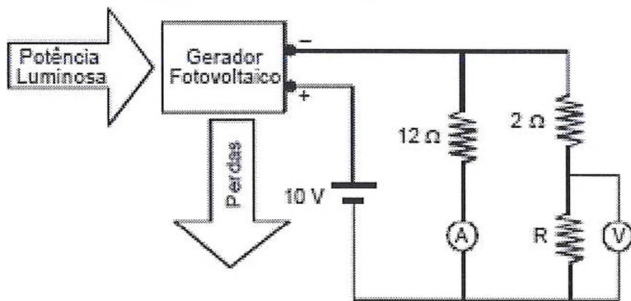 Potência
Luminosa
Gerador
Fotovoltaico
−
+
Perdas
10 V
12 Ω
2 Ω
A
R
V